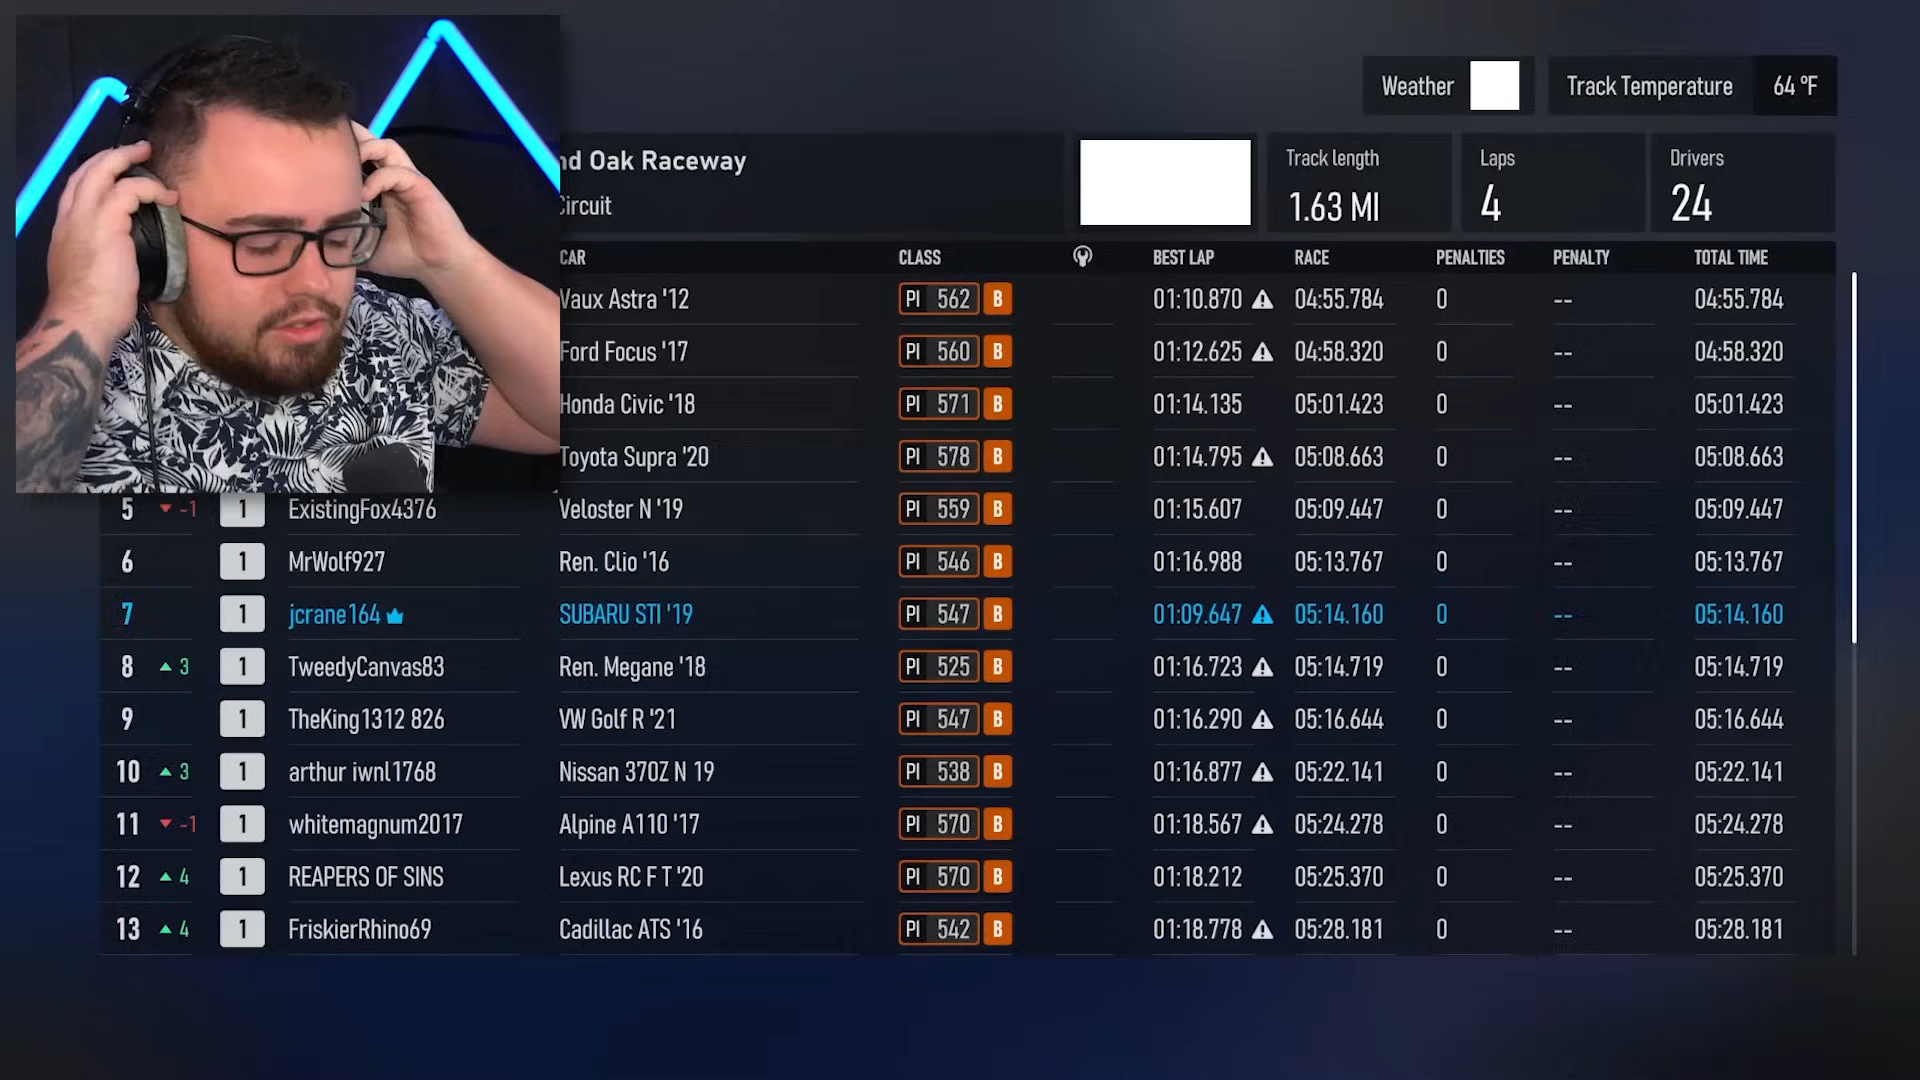 Weather
Track Temperature 64 °F
nd Oak Raceway
Circuit
Track length
1.63 MI
Laps
4
Drivers
24
CAR CLASS BEST LAP RACE PENALTIES PENALTY TOTAL TIME
Vaux Astra '12 PI 562 B 01:10.870 04:55.784 0 -- 04:55.784
Ford Focus '17 PI 560 B 01:12.625 04:58.320 0 -- 04:58.320
Honda Civic '18 PI 571 B 01:14.135 05:01.423 0 -- 05:01.423
Toyota Supra '20 PI 578 B 01:14.795 05:08.663 0 -- 05:08.663
5 -1 1 ExistingFox4376 Veloster N '19 PI 559 B 01:15.607 05:09.447 0 -- 05:09.447
6 1 MrWolf927 Ren. Clio '16 PI 546 B 01:16.988 05:13.767 0 -- 05:13.767
7 1 jcrane164 SUBARU STI '19 PI 547 B 01:09.647 05:14.160 0 -- 05:14.160
8 3 1 TweedyCanvas83 Ren. Megane '18 PI 525 B 01:16.723 05:14.719 0 -- 05:14.719
9 1 TheKing1312 826 VW Golf R '21 PI 547 B 01:16.290 05:16.644 0 -- 05:16.644
10 3 1 arthur iwnl1768 Nissan 370Z N 19 PI 538 B 01:16.877 05:22.141 0 -- 05:22.141
11 -1 1 whitemagnum2017 Alpine A110 '17 PI 570 B 01:18.567 05:24.278 0 -- 05:24.278
12 4 1 REAPERS OF SINS Lexus RC F T '20 PI 570 B 01:18.212 05:25.370 0 -- 05:25.370
13 4 1 FriskierRhino69 Cadillac ATS '16 PI 542 B 01:18.778 05:28.181 0 -- 05:28.181